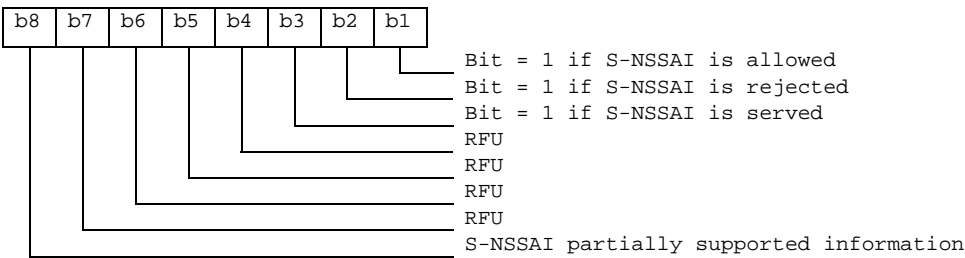 b8 b7 b6 b5 b4 b3 b2 b1
Bit = 1 if S-NSSAI is allowed
Bit = 1 if S-NSSAI is rejected
Bit = 1 if S-NSSAI is served
RFU
RFU
RFU
RFU
S-NSSAI partially supported information